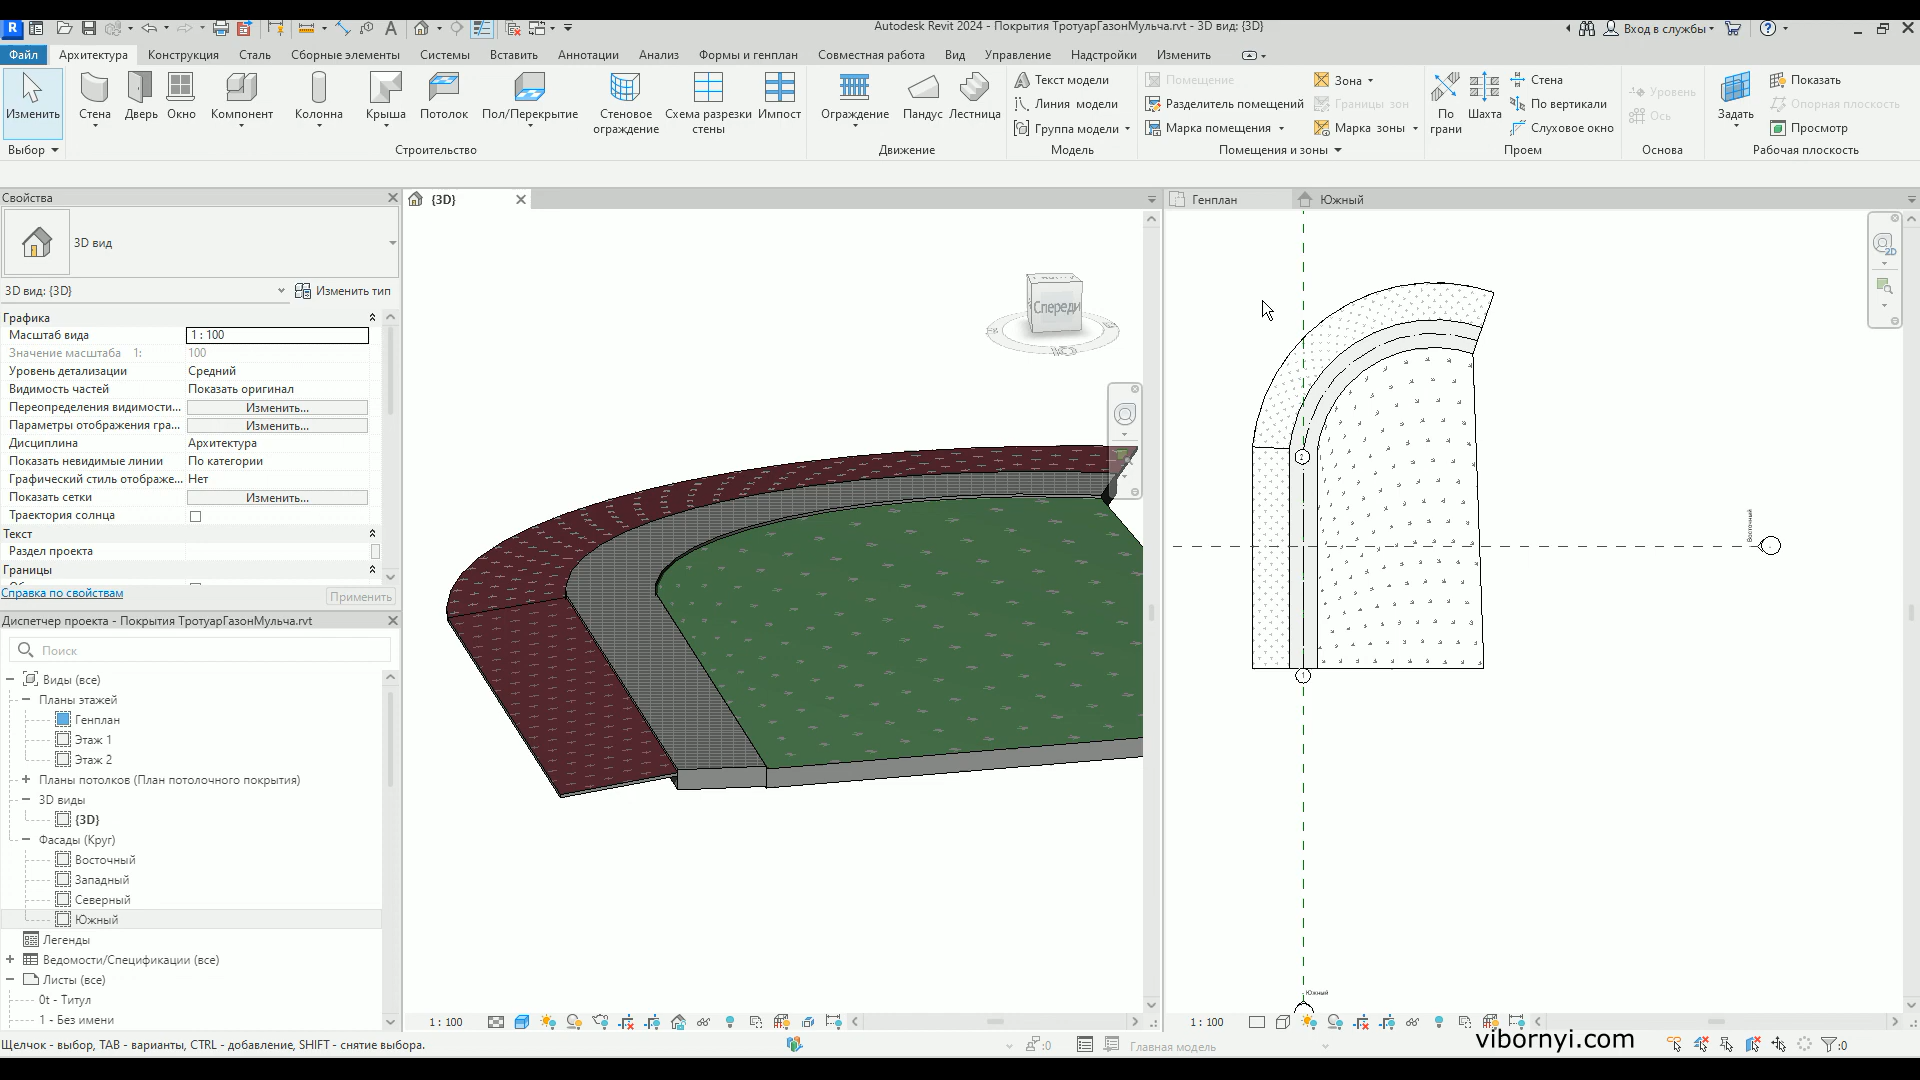 Autodesk Revit 2024 - Покрытия ТротуарГазонМульча.rvt - 3D вид: {3D}
Вход в службы
Файл Архитектура Конструкция Сталь Сборные элементы Системы Вставить Аннотации Анализ Формы и генплан Совместная работа Вид Управление Надстройки Изменить
Изменить Стена Дверь Окно Компонент Колонна Крыша Потолок Пол/Перекрытие Стеновое ограждение Схема разрезки стены Импост Ограждение Пандус Лестница
Текст модели
Линия модели
Группа модели
Помещение
Разделитель помещений
Марка помещения
Зона
Границы зон
Марка зоны
По грани
Шахта
Стена
По вертикали
Слуховое окно
Уровень
Ось
Задать
Показать
Опорная плоскость
Просмотр
Выбор Строительство Движение Модель Помещения и зоны Проем Основа Рабочая плоскость
Свойства
3D вид
3D вид: {3D} Изменить тип
Графика
Масштаб вида 1 : 100
Значение масштаба 1: 100
Уровень детализации Средний
Видимость частей Показать оригинал
Переопределения видимости... Изменить...
Параметры отображения гра... Изменить...
Дисциплина Архитектура
Показать невидимые линии По категории
Графический стиль отображе... Нет
Показать сетки Изменить...
Траектория солнца
Текст
Раздел проекта
Границы
Справка по свойствам Применить
Диспетчер проекта - Покрытия ТротуарГазонМульча.rvt
Поиск
Виды (все)
Планы этажей
Генплан
Этаж 1
Этаж 2
Планы потолков (План потолочного покрытия)
3D виды
{3D}
Фасады (Круг)
Восточный
Западный
Северный
Южный
Легенды
Ведомости/Спецификации (все)
Листы (все)
0t - Титул
1 - Без имени
{3D}
Спереди
1 : 100
Генплан Южный
2D
2
1
Восточный
Южный
1 : 100
Щелчок - выбор, TAB - варианты, CTRL - добавление, SHIFT - снятие выбора.
:0
Главная модель
vibornyi.com
:0